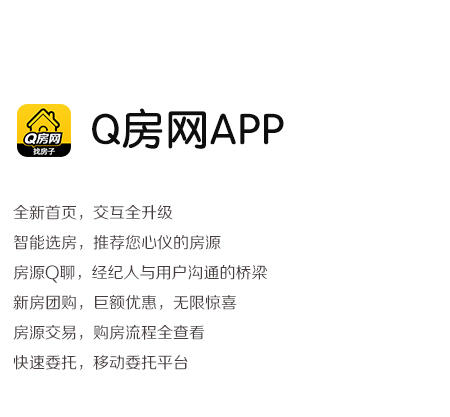 Q房网APP
Q房网
找房子
全新首页，交互全升级
智能选房，推荐您心仪的房源
房源Q聊，经纪人与用户沟通的桥梁
新房团购，巨额优惠，无限惊喜
房源交易，购房流程全查看
快速委托，移动委托平台